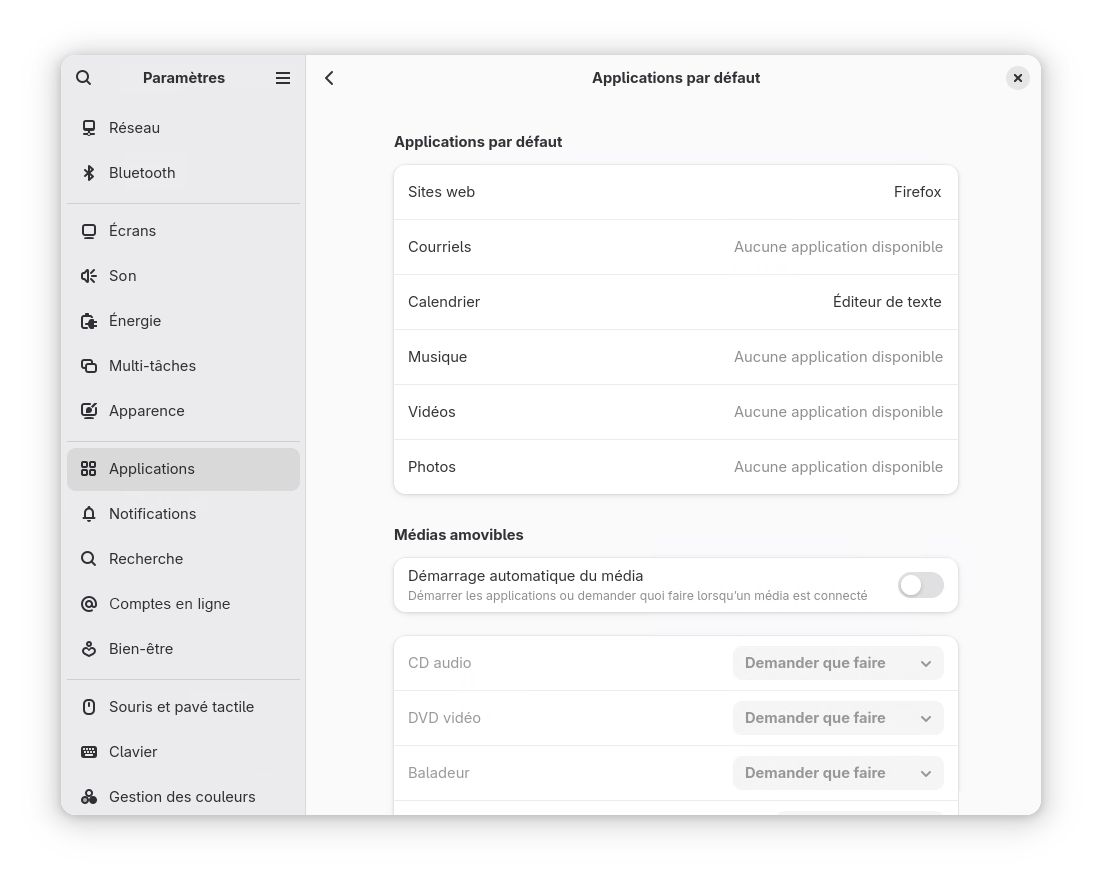 Paramètres
Réseau
Bluetooth
Écrans
Son
Énergie
Multi-tâches
Apparence
Applications
Notifications
Recherche
Comptes en ligne
Bien-être
Souris et pavé tactile
Clavier
Gestion des couleurs
Applications par défaut
Applications par défaut
Sites web
Firefox
Courriels
Aucune application disponible
Calendrier
Éditeur de texte
Musique
Aucune application disponible
Vidéos
Aucune application disponible
Photos
Aucune application disponible
Médias amovibles
Démarrage automatique du média
Démarrer les applications ou demander quoi faire lorsqu'un média est connecté
CD audio
Demander que faire
DVD vidéo
Demander que faire
Baladeur
Demander que faire